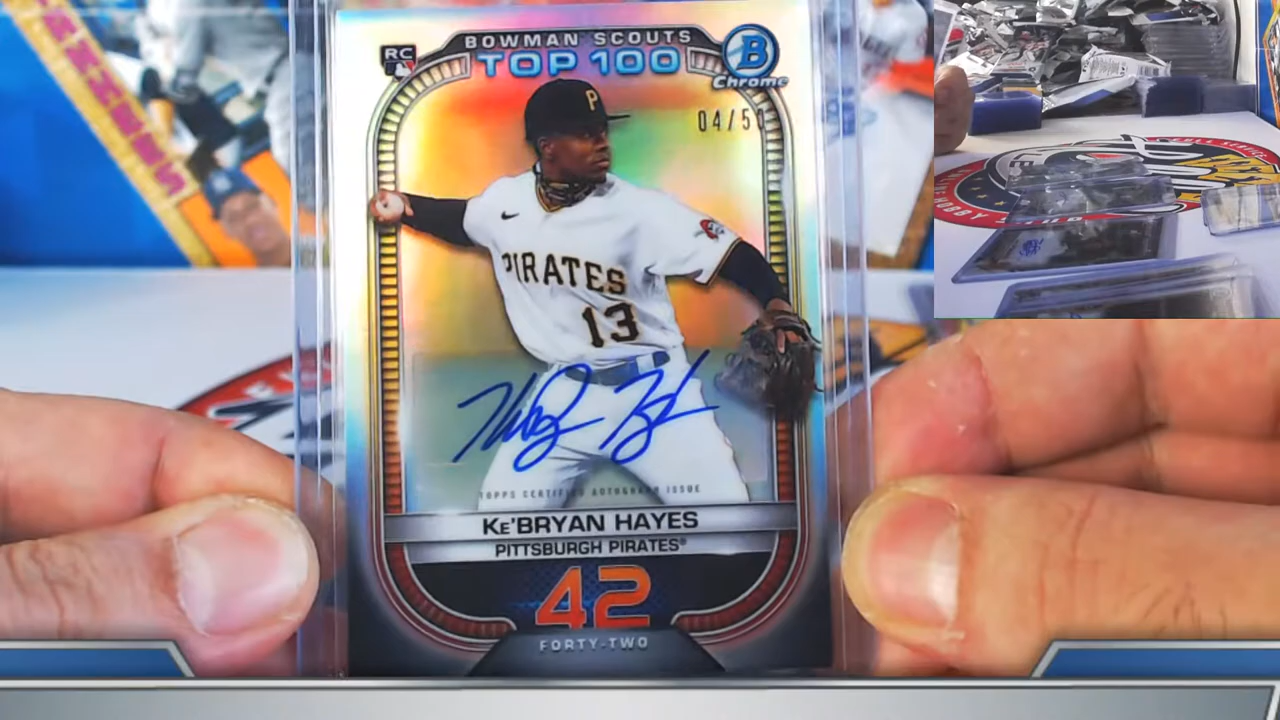 RC
BOWMAN SCOUTS
TOP 100
B
Chrome
04/50
P
PIRATES
13
TOPPS CERTIFIED AUTOGRAPH ISSUE
KE'BRYAN HAYES
PITTSBURGH PIRATES®
42
FORTY-TWO
HOBBY